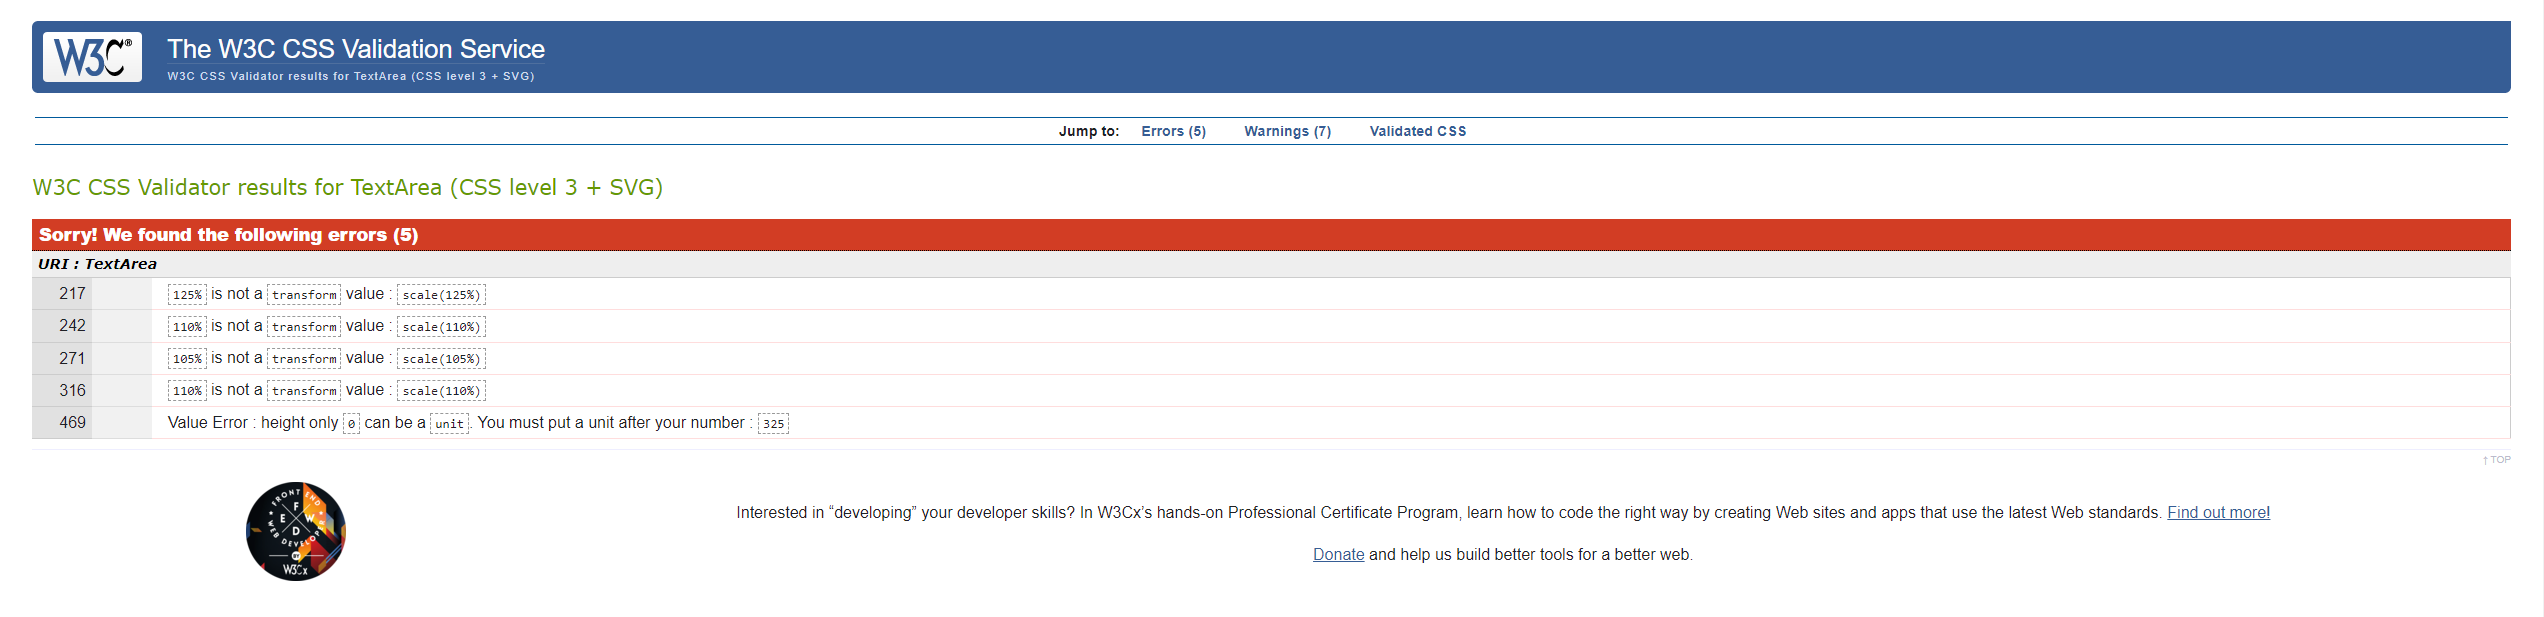 W3C®
The W3C CSS Validation Service
W3C CSS Validator results for TextArea (CSS level 3 + SVG)
Jump to: Errors (5) Warnings (7) Validated CSS
W3C CSS Validator results for TextArea (CSS level 3 + SVG)
Sorry! We found the following errors (5)
URI : TextArea
217 125% is not a transform value : scale(125%)
242 110% is not a transform value : scale(110%)
271 105% is not a transform value : scale(105%)
316 110% is not a transform value : scale(110%)
469 Value Error : height only 0 can be a unit. You must put a unit after your number : 325
↑ TOP
FRONT END
F E W D
WEB DEVELOPER
BY
W3Cx
Interested in “developing” your developer skills? In W3Cx’s hands-on Professional Certificate Program, learn how to code the right way by creating Web sites and apps that use the latest Web standards. Find out more!
Donate and help us build better tools for a better web.